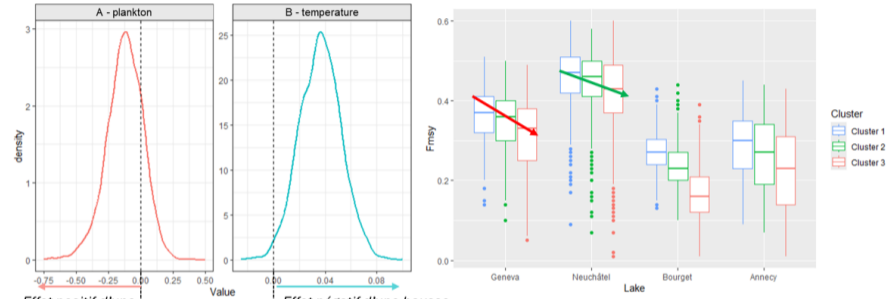 A - plankton
B - temperature
density
3
2
1
0
25
20
15
10
5
0
-0.75 -0.50 -0.25 0.00 0.25 0.50
0.00 0.04 0.08
Value
Frmsy
0.6
0.4
0.2
0.0
Geneva Neuchâtel Bourget Annecy
Lake
Cluster
Cluster 1
Cluster 2
Cluster 3